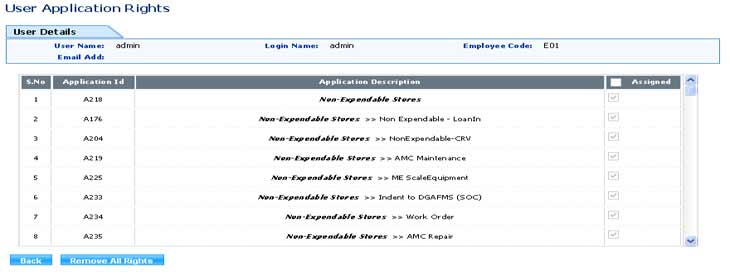 User Application Rights
User Details
User Name: admin Login Name: admin Employee Code: E01
Email Add:
S.No Application Id Application Description Assigned
1 A218 Non-Expendable Stores
2 A176 Non-Expendable Stores >> Non Expendable - LoanIn
3 A204 Non-Expendable Stores >> NonExpendable-CRV
4 A219 Non-Expendable Stores >> AMC Maintenance
5 A225 Non-Expendable Stores >> ME ScaleEquipment
6 A233 Non-Expendable Stores >> Indent to DGAFMS (SOC)
7 A234 Non-Expendable Stores >> Work Order
8 A235 Non-Expendable Stores >> AMC Repair
Back Remove All Rights